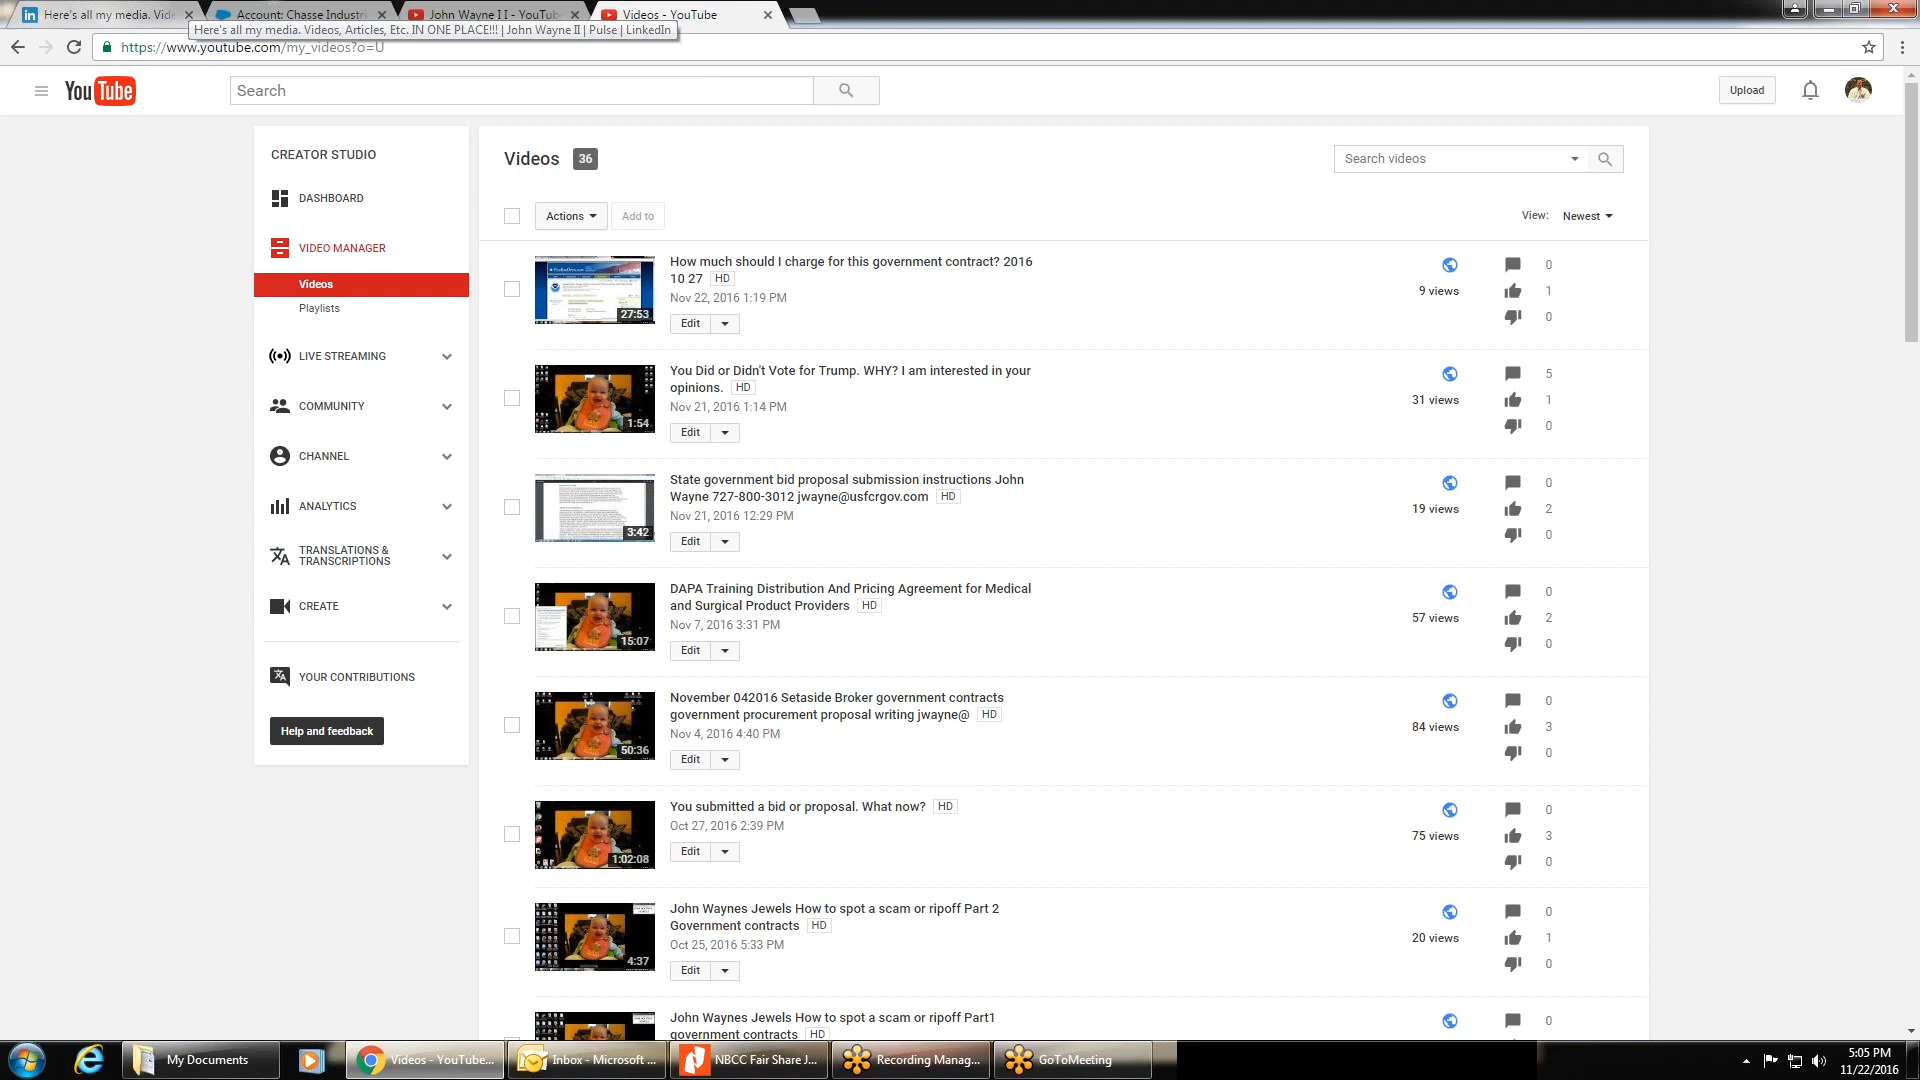 Here's all my media. Vide
Account: Chasse Industri
John Wayne I I - YouTub
Videos - YouTube
Here's all my media. Videos, Articles, Etc. IN ONE PLACE!!! | John Wayne II | Pulse | LinkedIn
https://www.youtube.com/my_videos?o=U
YouTube
Search
Upload
CREATOR STUDIO
DASHBOARD
VIDEO MANAGER
Videos
Playlists
LIVE STREAMING
COMMUNITY
CHANNEL
ANALYTICS
TRANSLATIONS &
TRANSCRIPTIONS
CREATE
YOUR CONTRIBUTIONS
Help and feedback
Videos 36
Search videos
Actions
Add to
View: Newest
How much should I charge for this government contract? 2016
10 27 HD
Nov 22, 2016 1:19 PM
Edit
27:53
9 views
0
1
0
You Did or Didn't Vote for Trump. WHY? I am interested in your
opinions. HD
Nov 21, 2016 1:14 PM
Edit
1:54
31 views
5
1
0
State government bid proposal submission instructions John
Wayne 727-800-3012 jwayne@usfcrgov.com HD
Nov 21, 2016 12:29 PM
Edit
3:42
19 views
0
2
0
DAPA Training Distribution And Pricing Agreement for Medical
and Surgical Product Providers HD
Nov 7, 2016 3:31 PM
Edit
15:07
57 views
0
2
0
November 042016 Setaside Broker government contracts
government procurement proposal writing jwayne@ HD
Nov 4, 2016 4:40 PM
Edit
50:36
84 views
0
3
0
You submitted a bid or proposal. What now? HD
Oct 27, 2016 2:39 PM
Edit
1:02:08
75 views
0
3
0
John Waynes Jewels How to spot a scam or ripoff Part 2
Government contracts HD
Oct 25, 2016 5:33 PM
Edit
4:37
20 views
0
1
0
John Waynes Jewels How to spot a scam or ripoff Part1
government contracts HD
0
My Documents
Videos - YouTube...
Inbox - Microsoft ...
NBCC Fair Share J...
Recording Manag...
GoToMeeting
5:05 PM
11/22/2016